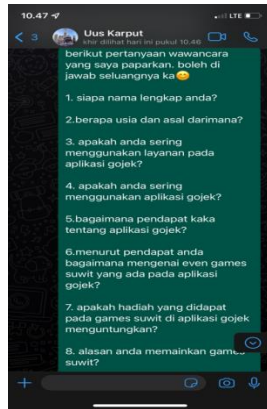 10.47
LTE
3
Uus Karput
khir dilihat hari ini pukul 10.46
berikut pertanyaan wawancara
yang saya paparkan. boleh di
jawab seluangnya ka😊
1. siapa nama lengkap anda?
2.berapa usia dan asal darimana?
3. apakah anda sering
menggunakan layanan pada
aplikasi gojek?
4. apakah anda sering
menggunakan aplikasi gojek?
5.bagaimana pendapat kaka
tentang aplikasi gojek?
6.menurut pendapat anda
bagaimana mengenai even games
suwit yang ada pada aplikasi
gojek?
7. apakah hadiah yang didapat
pada games suwit di aplikasi gojek
menguntungkan?
8. alasan anda memainkan games
suwit?